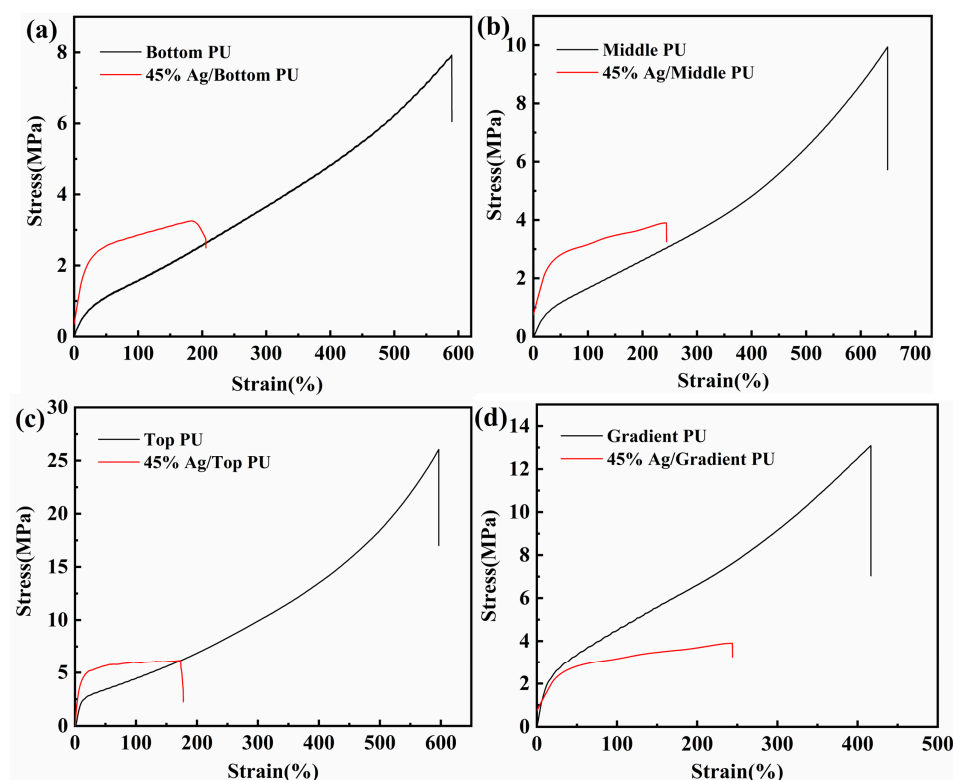 (a)
Bottom PU
45% Ag/Bottom PU
8
6
4
2
0
Stress(MPa)
0 100 200 300 400 500 600
Strain(%)
(b)
Middle PU
45% Ag/Middle PU
10
8
6
4
2
0
Stress(MPa)
0 100 200 300 400 500 600 700
Strain(%)
(c)
Top PU
45% Ag/Top PU
30
25
20
15
10
5
0
Stress(MPa)
0 100 200 300 400 500 600
Strain(%)
(d)
Gradient PU
45% Ag/Gradient PU
14
12
10
8
6
4
2
0
Stress(MPa)
0 100 200 300 400 500
Strain(%)